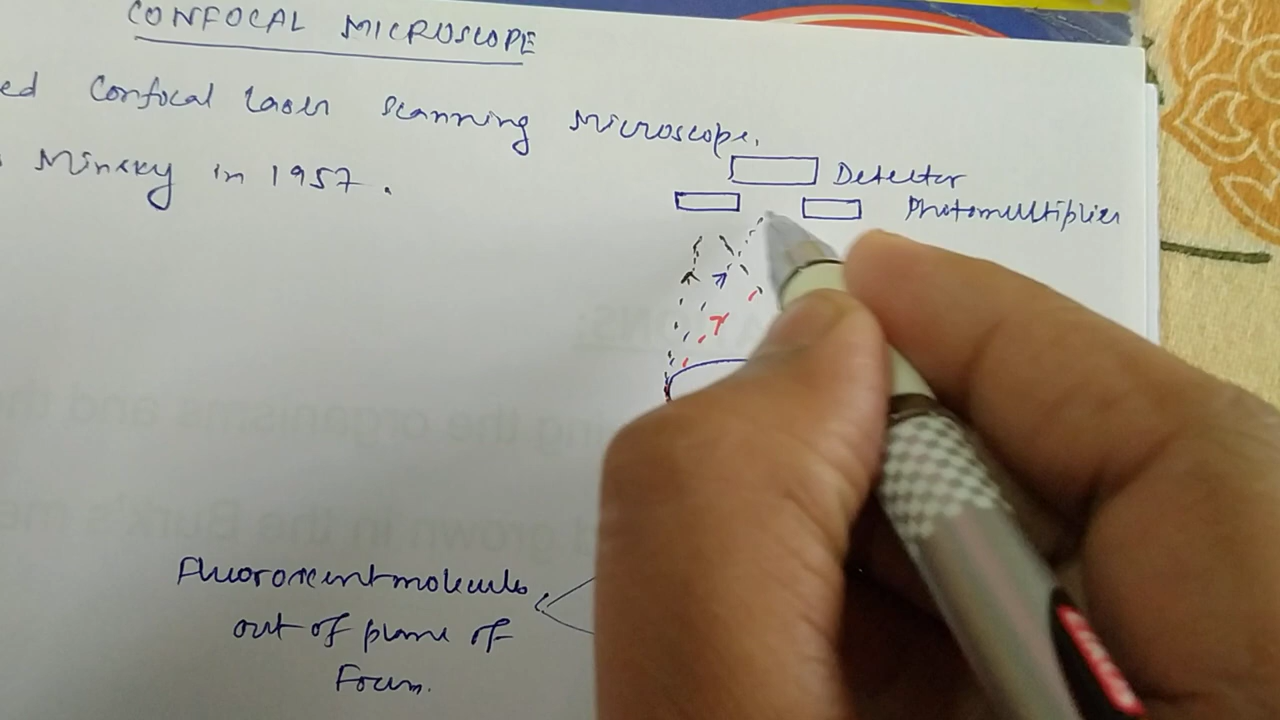 CONFOCAL MICROSCOPE
ed Confocal Laser Scanning Microscope.
Minsky in 1957.
Detector
Photomultiplier
Fluorescent molecules
out of plane of
Focus.